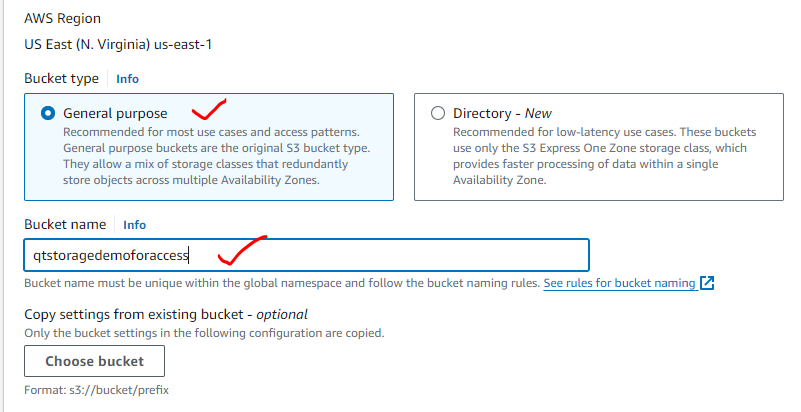 AWS Region
US East (N. Virginia) us-east-1
Bucket type Info
General purpose
Recommended for most use cases and access patterns.
General purpose buckets are the original S3 bucket type.
They allow a mix of storage classes that redundantly
store objects across multiple Availability Zones.
Directory - New
Recommended for low-latency use cases. These buckets
use only the S3 Express One Zone storage class, which
provides faster processing of data within a single
Availability Zone.
Bucket name Info
qtstoragedemoforaccess
Bucket name must be unique within the global namespace and follow the bucket naming rules. See rules for bucket naming
Copy settings from existing bucket - optional
Only the bucket settings in the following configuration are copied.
Choose bucket
Format: s3://bucket/prefix